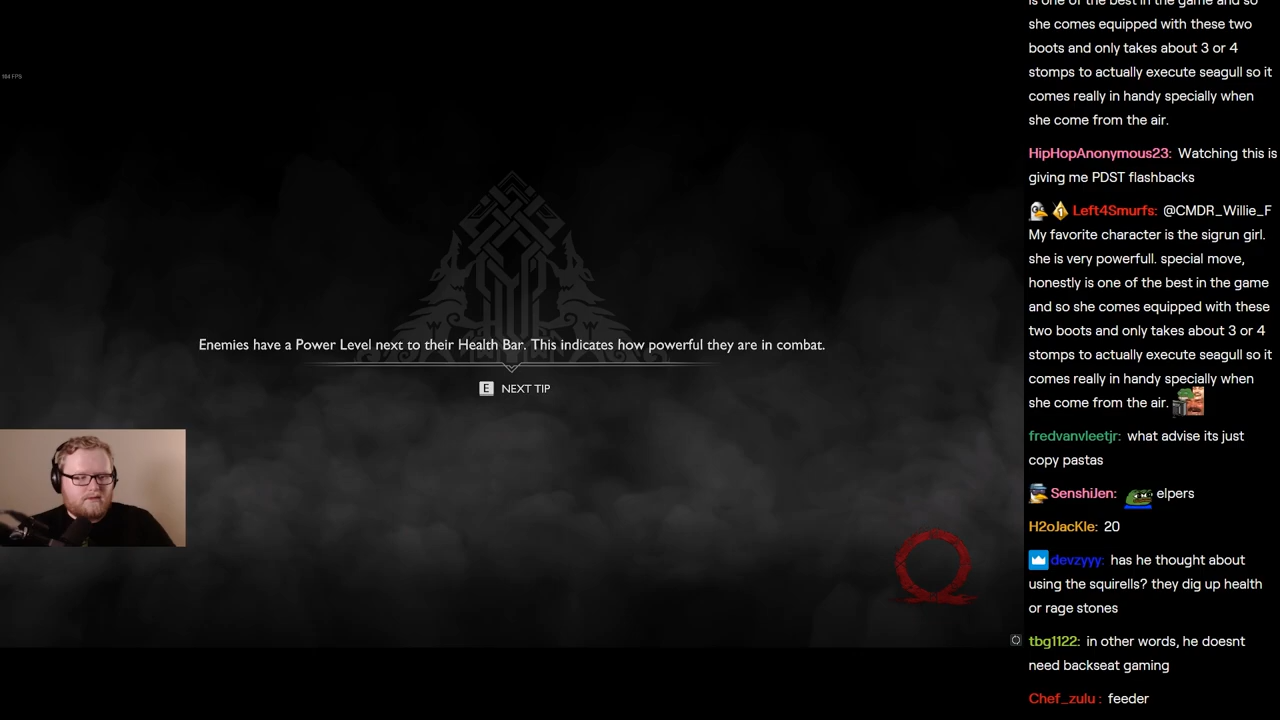 184 FPS
Enemies have a Power Level next to their Health Bar. This indicates how powerful they are in combat.
E NEXT TIP
is one of the best in the game and so
she comes equipped with these two
boots and only takes about 3 or 4
stomps to actually execute seagull so it
comes really in handy specially when
she come from the air.
HipHopAnonymous23: Watching this is
giving me PDST flashbacks
1 Left4Smurfs: @CMDR_Willie_F
My favorite character is the sigrun girl.
she is very powerfull. special move,
honestly is one of the best in the game
and so she comes equipped with these
two boots and only takes about 3 or 4
stomps to actually execute seagull so it
comes really in handy specially when
she come from the air.
fredvanvleetjr: what advise its just
copy pastas
SenshiJen: elpers
H2oJacKle: 20
devzyyy: has he thought about
using the squirells? they dig up health
or rage stones
tbg1122: in other words, he doesnt
need backseat gaming
Chef_zulu : feeder